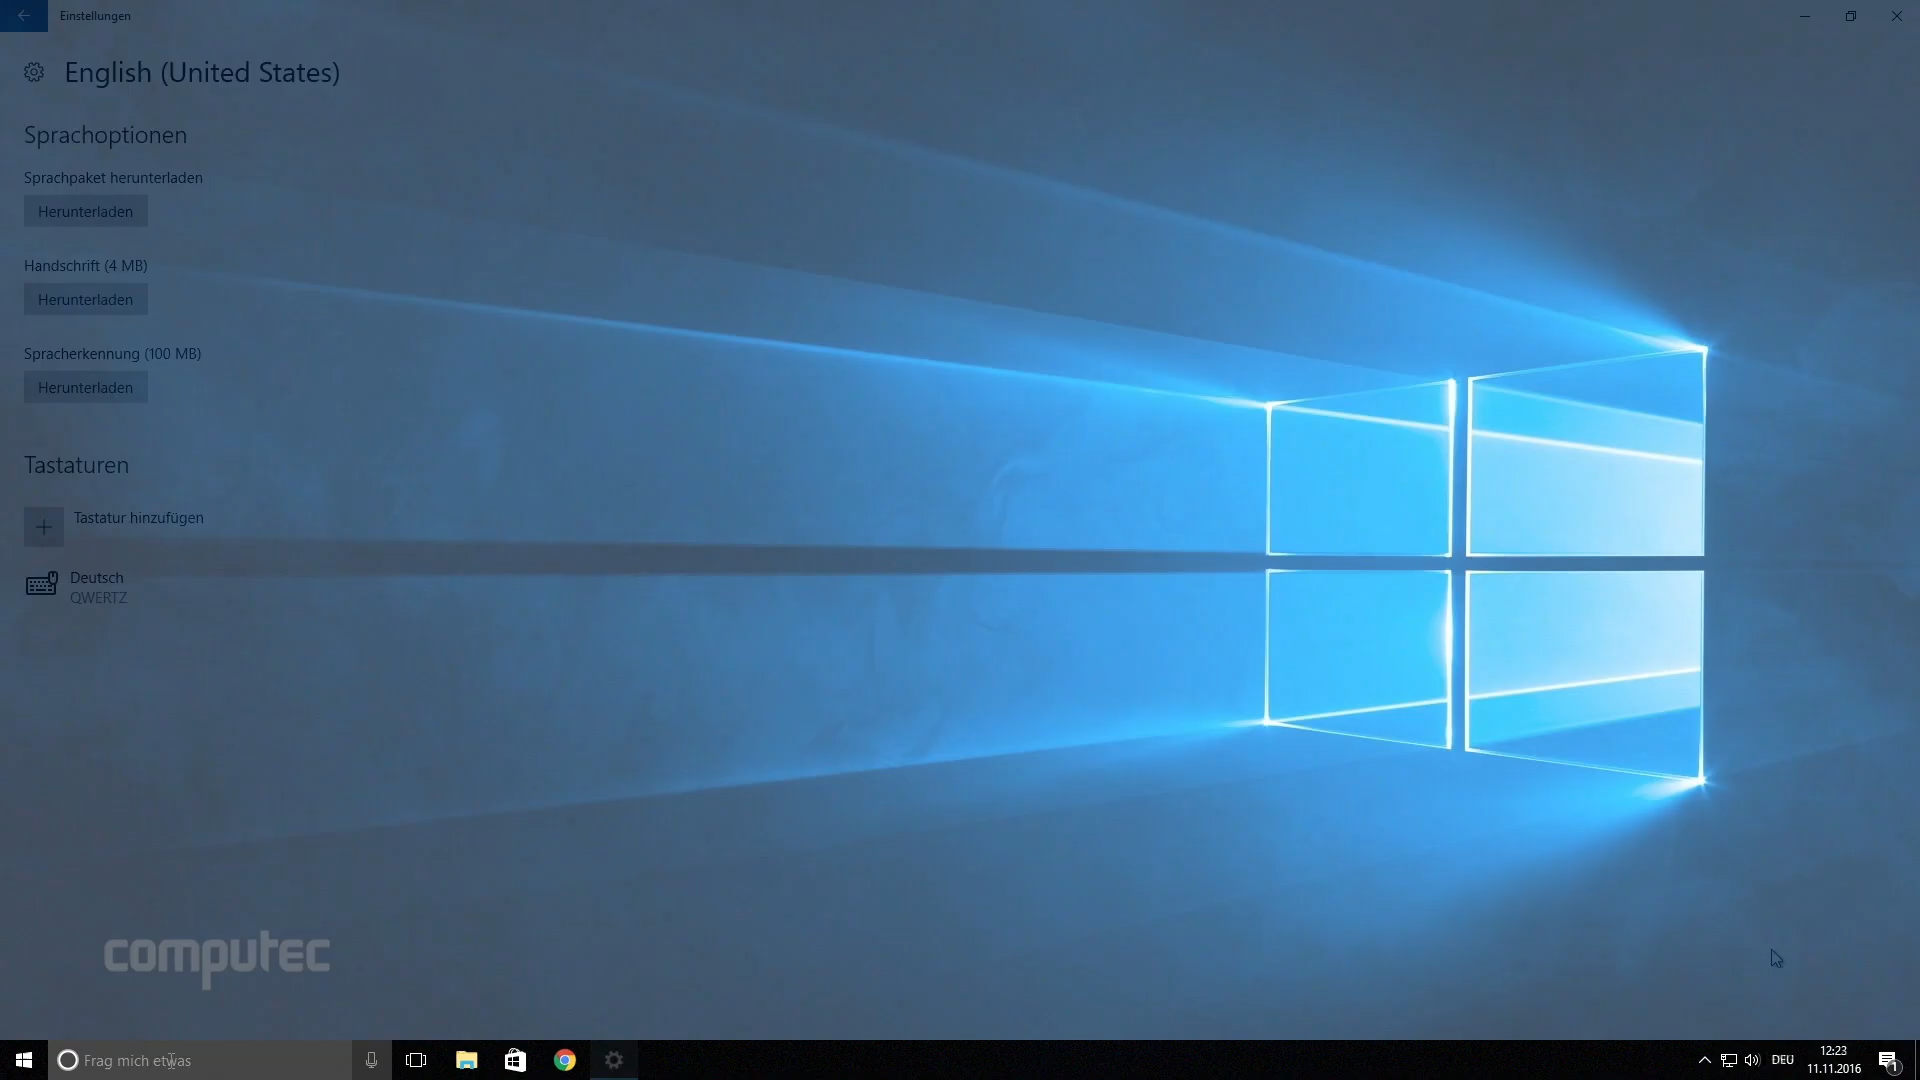 Einstellungen
English (United States)
Sprachoptionen
Sprachpaket herunterladen
Herunterladen
Handschrift (4 MB)
Herunterladen
Spracherkennung (100 MB)
Herunterladen
Tastaturen
Tastatur hinzufügen
Deutsch
QWERTZ
computec
Frag mich etwas
DEU
12:23
11.11.2016
1